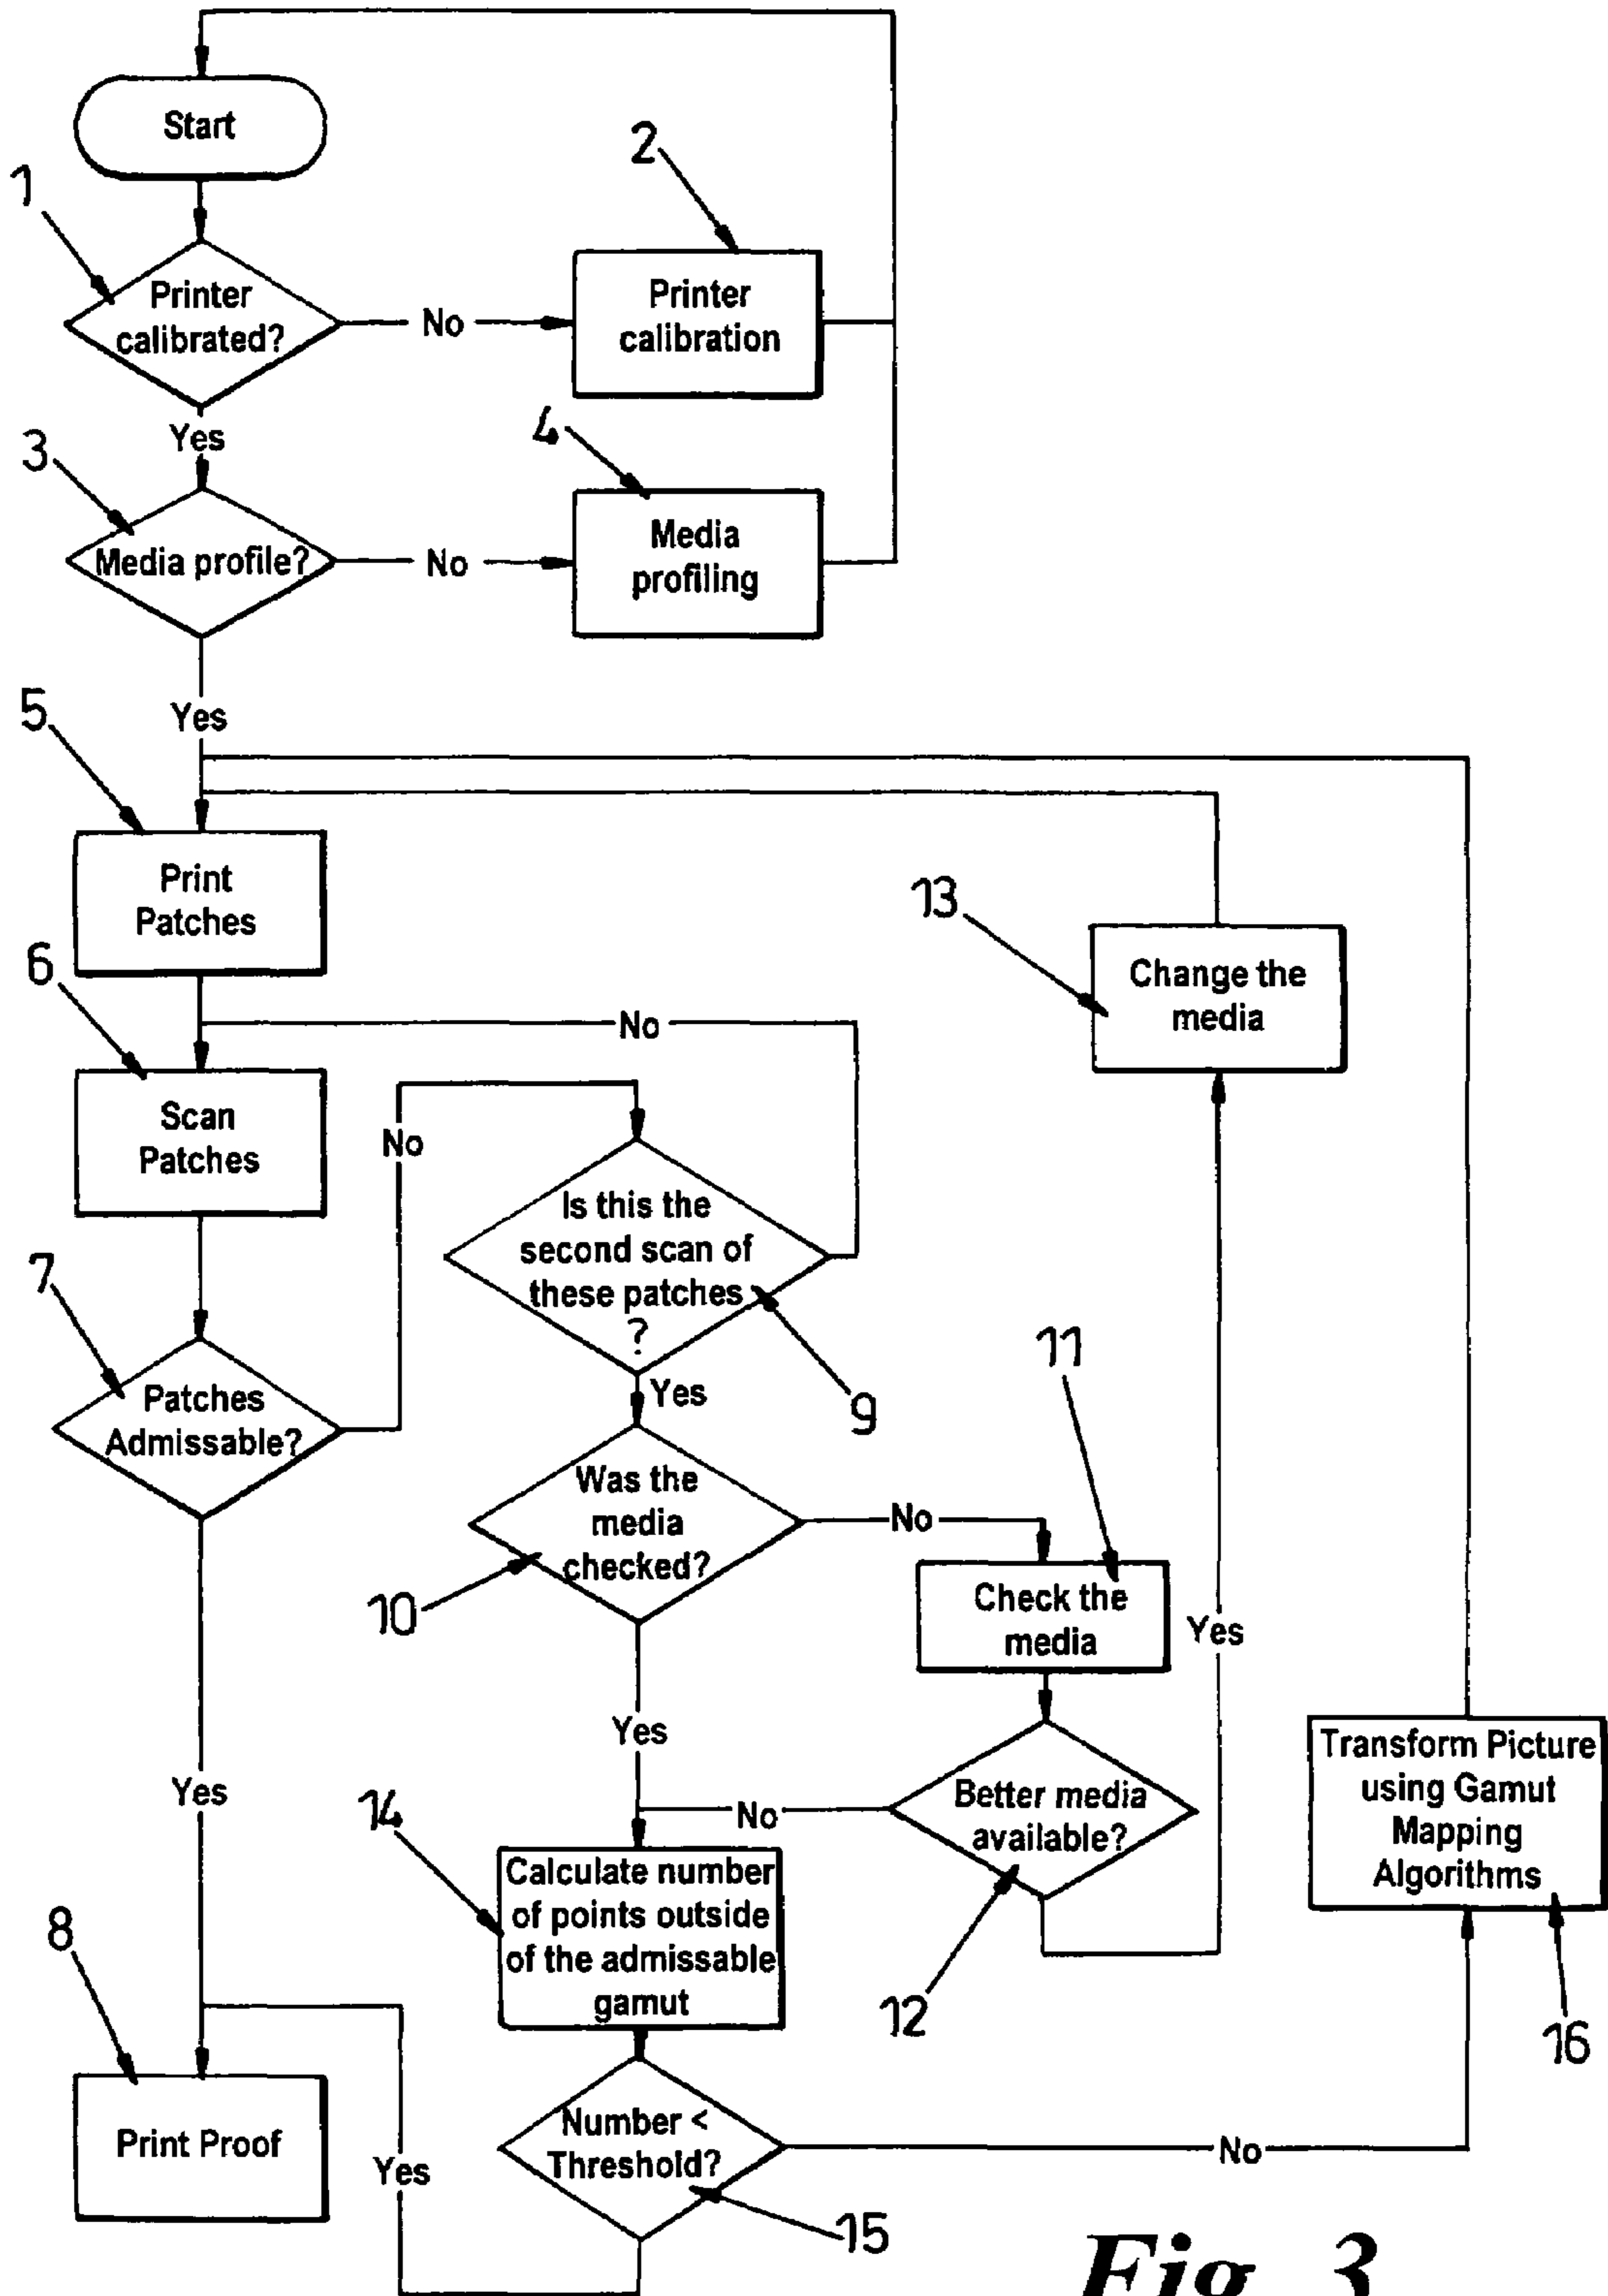 Start
1
2
Printer
calibrated?
No
Printer
calibration
Yes
3
4
Media profile?
No
Media
profiling
Yes
5
Print
Patches
13
Change the
media
6
No
Scan
Patches
No
Is this the
second scan of
these patches
?
7
9
Patches
Admissable?
Yes
11
Was the
media
checked?
10
No
Check the
media
Yes
Yes
Yes
14
No
Better media
available?
12
Transform Picture
using Gamut
Mapping
Algorithms
16
Calculate number
of points outside
of the admissable
gamut
8
Print Proof
Yes
Number <
Threshold?
No
15
Fig. 3